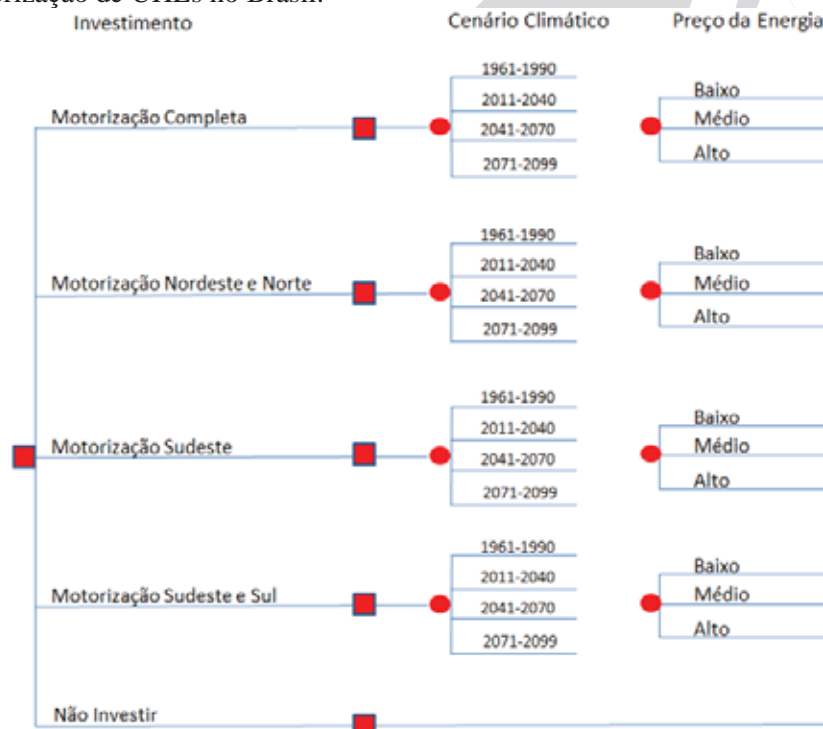 Investimento
Cenário Climático
Preço da Energia
Motorização Completa
1961-1990
2011-2040
2041-2070
2071-2099
Baixo
Médio
Alto
Motorização Nordeste e Norte
1961-1990
2011-2040
2041-2070
2071-2099
Baixo
Médio
Alto
Motorização Sudeste
1961-1990
2011-2040
2041-2070
2071-2099
Baixo
Médio
Alto
Motorização Sudeste e Sul
1961-1990
2011-2040
2041-2070
2071-2099
Baixo
Médio
Alto
Não Investir